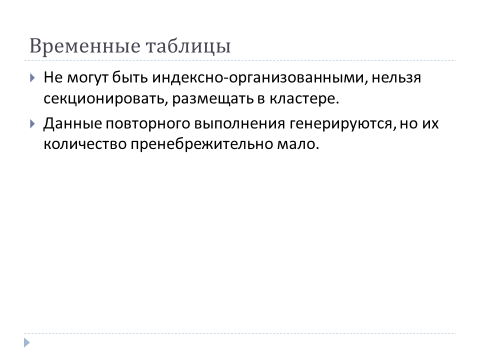 Временные таблицы
Не могут быть индексно-организованными, нельзя
секционировать, размещать в кластере.
Данные повторного выполнения генерируются, но их
количество пренебрежительно мало.